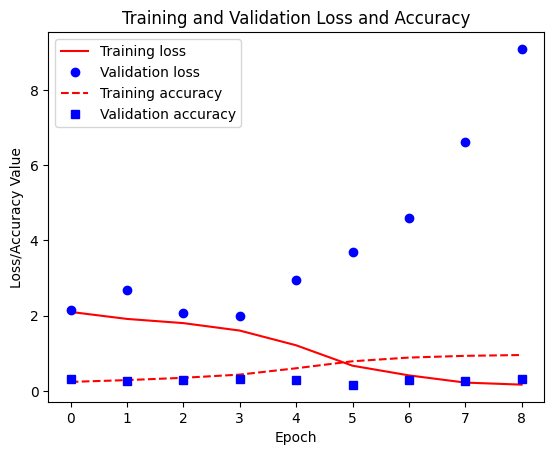 Training and Validation Loss and Accuracy
Training loss
Validation loss
Training accuracy
Validation accuracy
Loss/Accuracy Value
8
6
4
2
0
0 1 2 3 4 5 6 7 8
Epoch